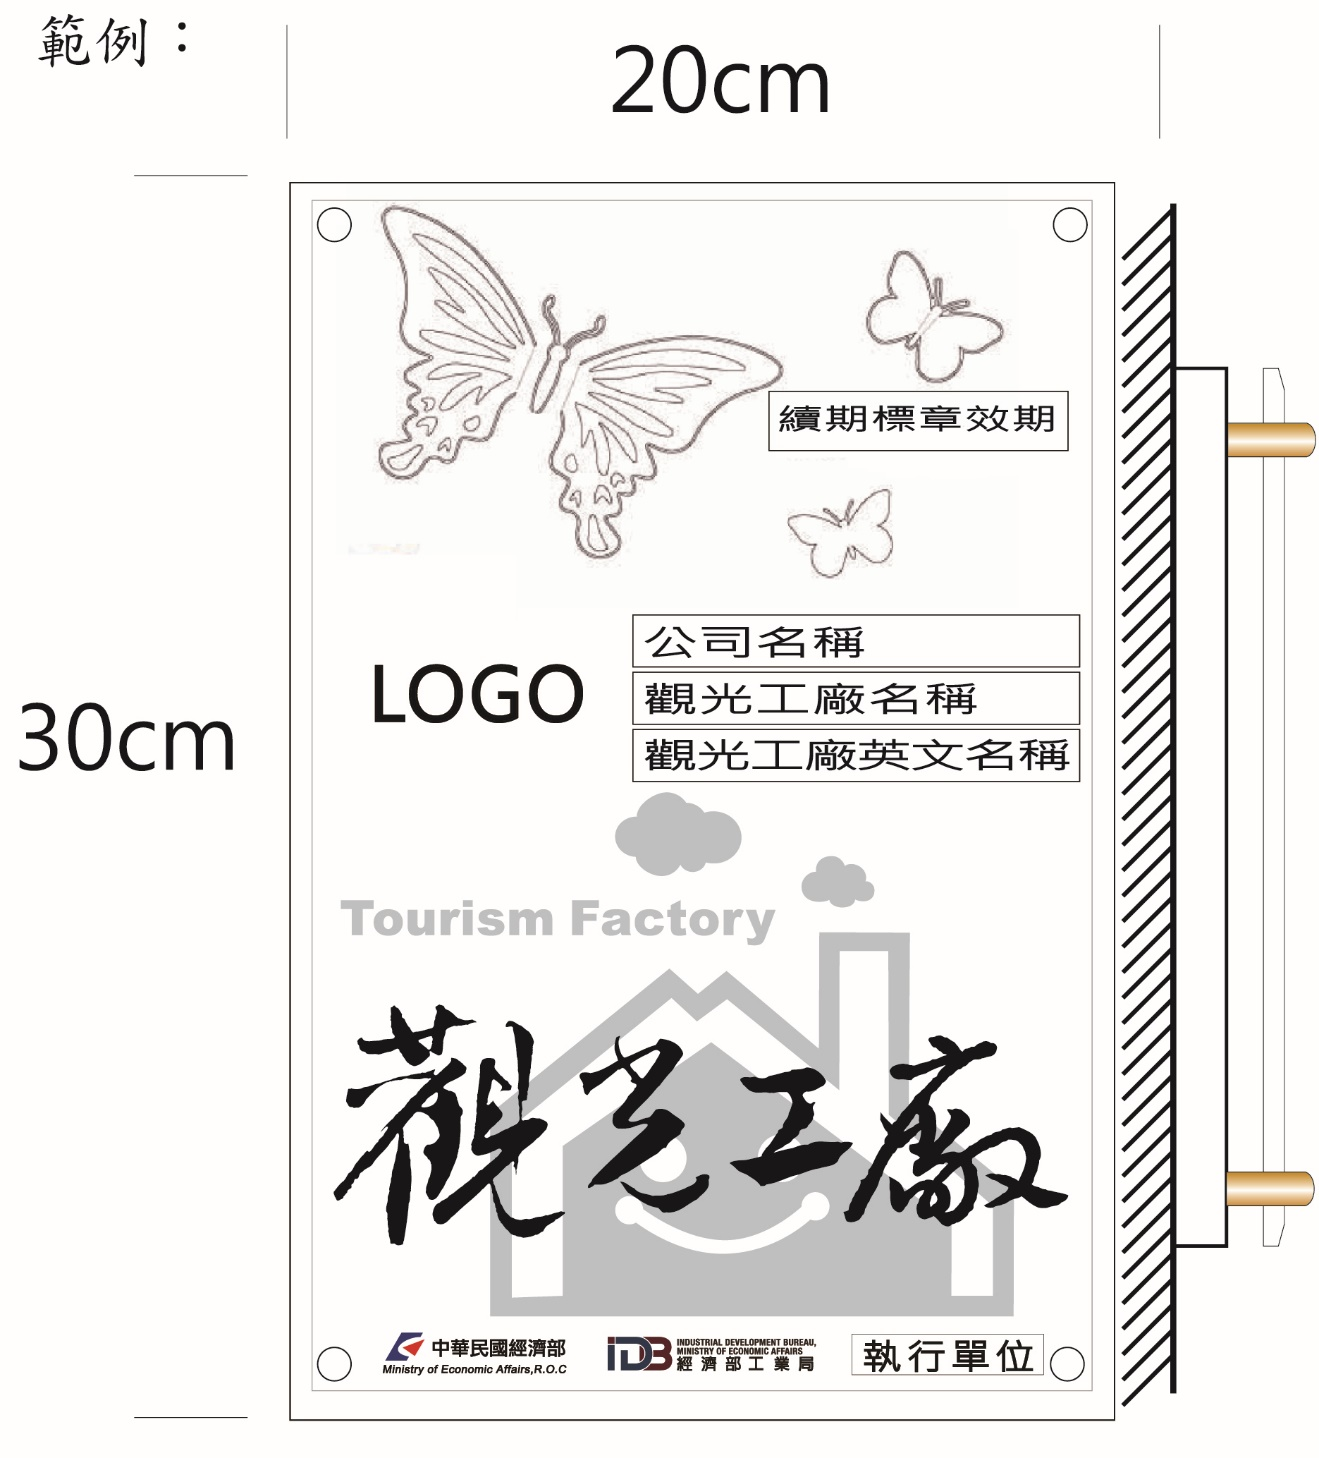 範例：
20cm
30cm
續期標章效期
LOGO
公司名稱
觀光工廠名稱
觀光工廠英文名稱
Tourism Factory
觀光工廠
中華民國經濟部
Ministry of Economic Affairs,R.O.C
IDB
INDUSTRIAL DEVELOPMENT BUREAU,
MINISTRY OF ECONOMIC AFFAIRS
經濟部工業局
執行單位